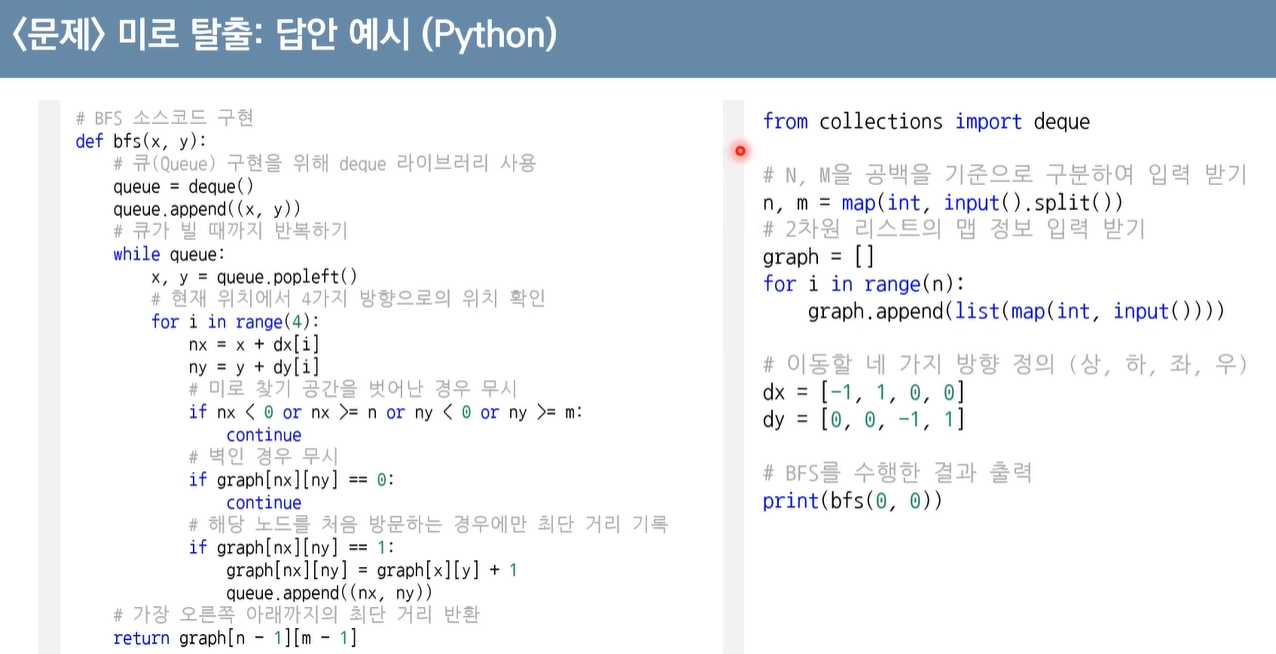 <문제> 미로 탈출: 답안 예시 (Python)
# BFS 소스코드 구현
def bfs(x, y):
    # 큐(Queue) 구현을 위해 deque 라이브러리 사용
    queue = deque()
    queue.append((x, y))
    # 큐가 빌 때까지 반복하기
    while queue:
        x, y = queue.popleft()
        # 현재 위치에서 4가지 방향으로의 위치 확인
        for i in range(4):
            nx = x + dx[i]
            ny = y + dy[i]
            # 미로 찾기 공간을 벗어난 경우 무시
            if nx < 0 or nx >= n or ny < 0 or ny >= m:
                continue
            # 벽인 경우 무시
            if graph[nx][ny] == 0:
                continue
            # 해당 노드를 처음 방문하는 경우에만 최단 거리 기록
            if graph[nx][ny] == 1:
                graph[nx][ny] = graph[x][y] + 1
                queue.append((nx, ny))
    # 가장 오른쪽 아래까지의 최단 거리 반환
    return graph[n - 1][m - 1]
from collections import deque
# N, M을 공백을 기준으로 구분하여 입력 받기
n, m = map(int, input().split())
# 2차원 리스트의 맵 정보 입력 받기
graph = []
for i in range(n):
    graph.append(list(map(int, input())))
# 이동할 네 가지 방향 정의 (상, 하, 좌, 우)
dx = [-1, 1, 0, 0]
dy = [0, 0, -1, 1]
# BFS를 수행한 결과 출력
print(bfs(0, 0))